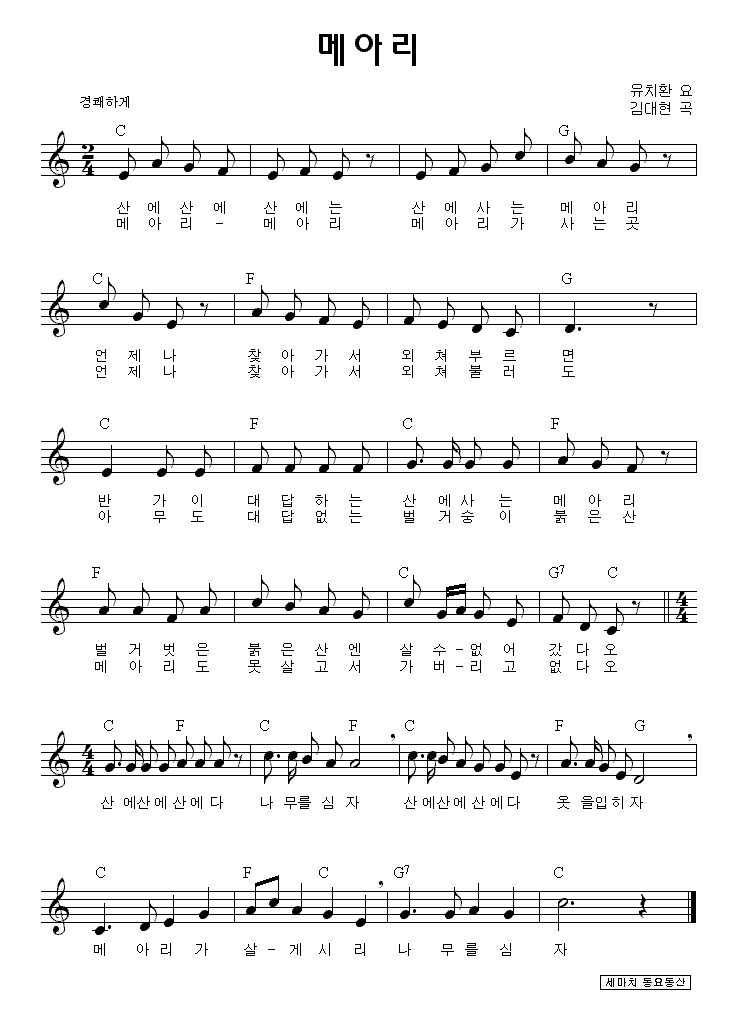 메아리
경쾌하게
유치환 요
김대현 곡
C G
2/4
산 에 산 에 산 에 는 산 에 사 는 메 아 리
메 아 리 - 메 아 리 메 아 리 가 사 는 곳
C F G
언 제 나 찾 아 가 서 외 쳐 부 르 면
언 제 나 찾 아 가 서 외 쳐 불 러 도
C F C F
반 가 이 대 답 하 는 산 에 사 는 메 아 리
아 무 도 대 답 없 는 벌 거 숭 이 붉 은 산
F C G7 C
4/4
벌 거 벗 은 붉 은 산 엔 살 수 - 없 어 갔 다 오
메 아 리 도 못 살 고 서 가 버 - 리 고 없 다 오
C F C F C F G
4/4
산 에산 에 산 에 다 나 무를 심 자 산 에산 에 산 에다 옷 을입 히 자
C F C G7 C
메 아 리 가 살 - 게 시 리 나 무 를 심 자
세마치 동요동산